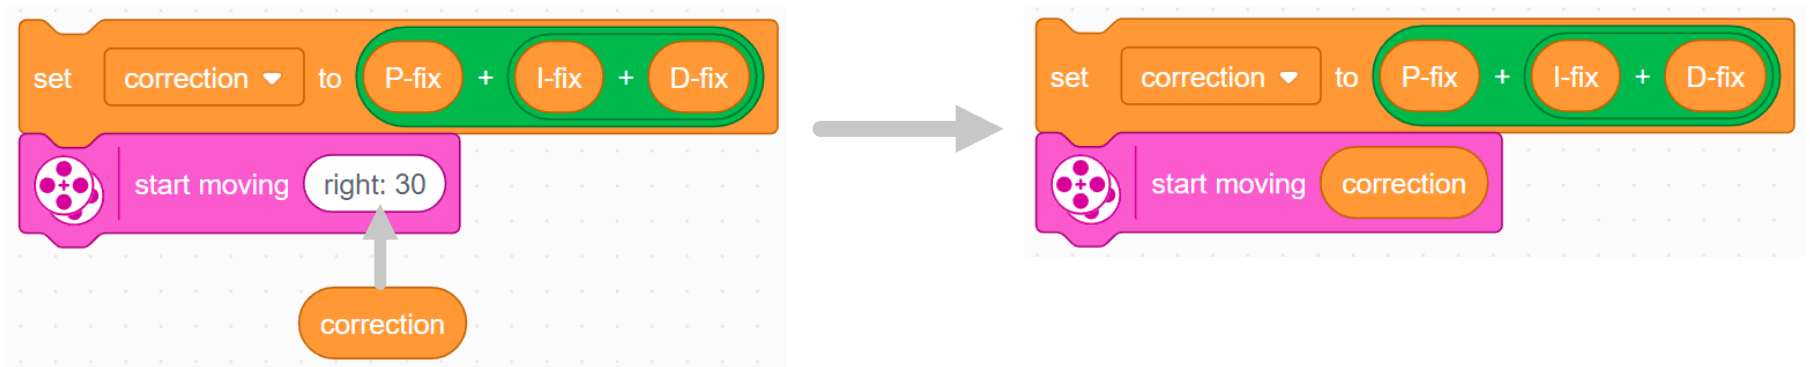 set correction to P-fix + I-fix + D-fix
start moving right: 30
correction
set correction to P-fix + I-fix + D-fix
start moving correction